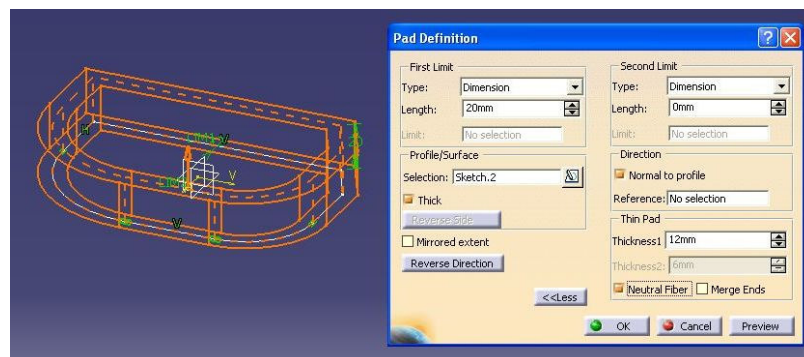 Pad Definition
First Limit
Type: Dimension
Length: 20mm
Limit: No selection
Profile/Surface
Selection: Sketch.2
Thick
Reverse Side
Mirrored extent
Reverse Direction
<<Less
Second Limit
Type: Dimension
Length: 0mm
Limit: No selection
Direction
Normal to profile
Reference: No selection
Thin Pad
Thickness1 12mm
Thickness2: 6mm
Neutral Fiber Merge Ends
OK Cancel Preview
H
V
V
V